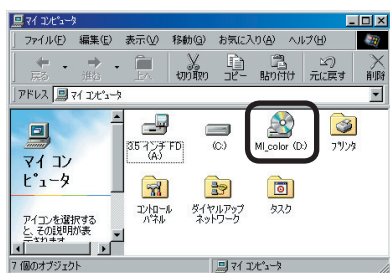 マイ コンピュータ
ファイル(F) 編集(E) 表示(V) 移動(G) お気に入り(A) ヘルプ(H)
戻る 進む 上へ 切り取り コピー 貼り付け 元に戻す 削除
アドレス マイ コンピュータ
マイ コン
ピュータ
アイコンを選択する
と、その説明が表
示されます
3.5 インチ FD
(A:)
(C:)
MI_color (D:)
プリンタ
コントロール
パネル
ダイヤルアップ
ネットワーク
タスク
7 個のオブジェクト マイ コンピュータ